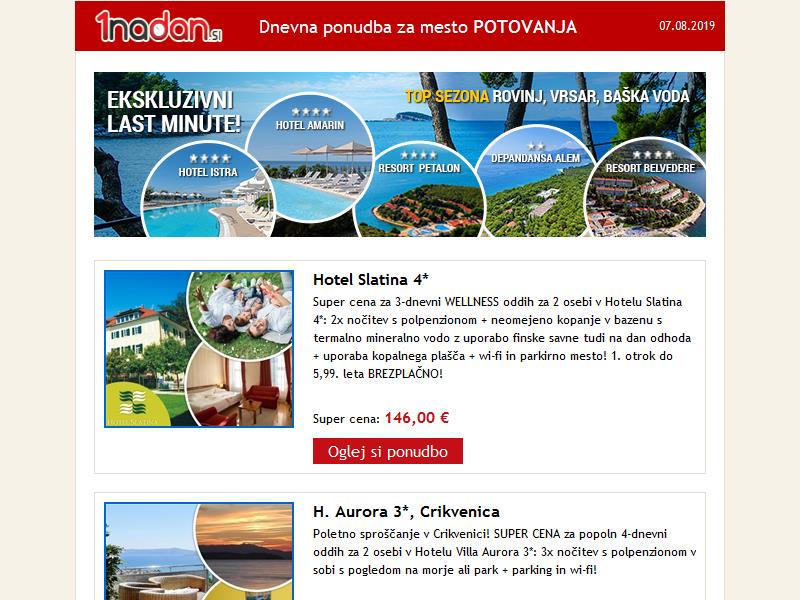 1nadan.si
Dnevna ponudba za mesto POTOVANJA
07.08.2019
EKSKLUZIVNI
LAST MINUTE!
TOP SEZONA ROVINJ, VRSAR, BAŠKA VODA
HOTEL ISTRA
HOTEL AMARIN
RESORT PETALON
DEPANDANSA ALEM
RESORT BELVEDERE
Hotel Slatina 4*
Super cena za 3-dnevni WELLNESS oddih za 2 osebi v Hotelu Slatina
4*: 2x nočitev s polpenzionom + neomejeno kopanje v bazenu s
termalno mineralno vodo z uporabo finske savne tudi na dan odhoda
+ uporaba kopalnega plašča + wi-fi in parkirno mesto! 1. otrok do
5,99. leta BREZPLAČNO!
HOTEL SLATINA
Super cena: 146,00 €
Oglej si ponudbo
H. Aurora 3*, Crikvenica
Poletno sproščanje v Crikvenici! SUPER CENA za popoln 4-dnevni
oddih za 2 osebi v Hotelu Villa Aurora 3*: 3x nočitev s polpenzionom v
sobi s pogledom na morje ali park + parking in wi-fi!